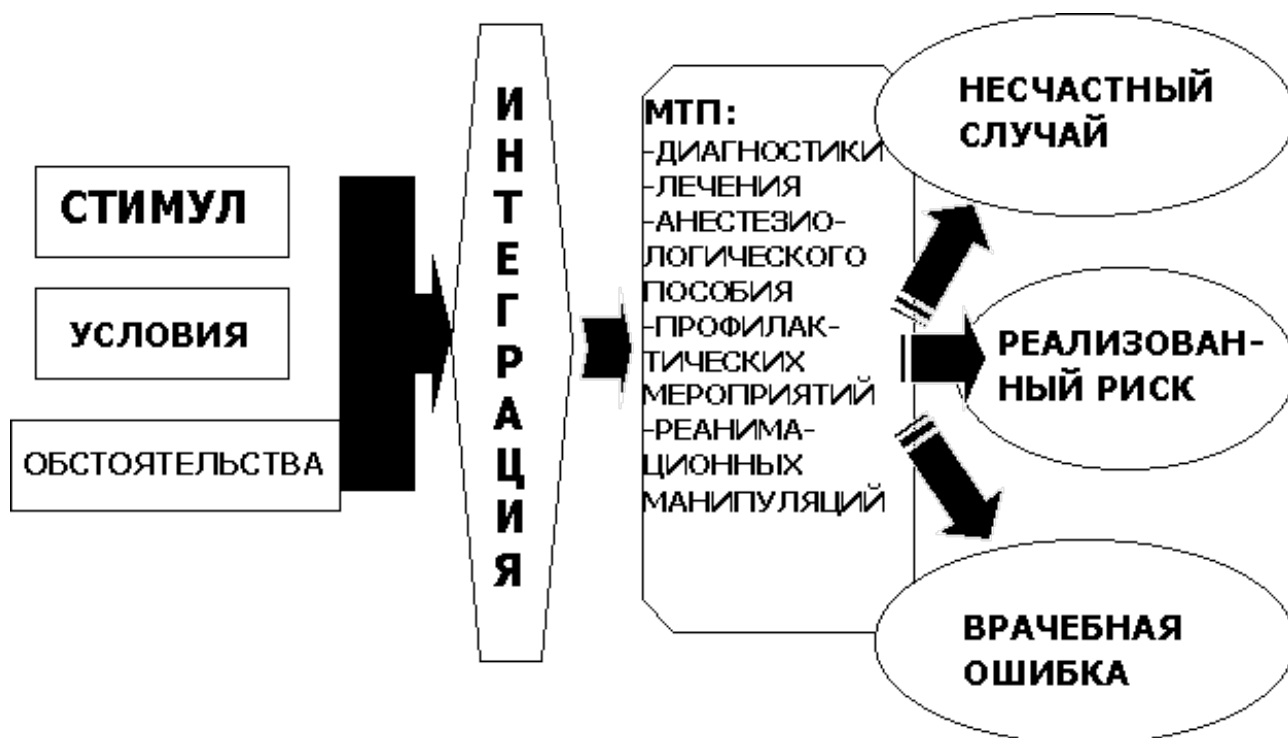 СТИМУЛ
УСЛОВИЯ
ОБСТОЯТЕЛЬСТВА
ИНТЕГРАЦИЯ
МТП:
-ДИАГНОСТИКИ
-ЛЕЧЕНИЯ
-АНЕСТЕЗИО-
ЛОГИЧЕСКОГО
ПОСОБИЯ
-ПРОФИЛАК-
ТИЧЕСКИХ
МЕРОПРИЯТИЙ
-РЕАНИМА-
ЦИОННЫХ
МАНИПУЛЯЦИЙ
НЕСЧАСТНЫЙ
СЛУЧАЙ
РЕАЛИЗОВАН-
НЫЙ РИСК
ВРАЧЕБНАЯ
ОШИБКА